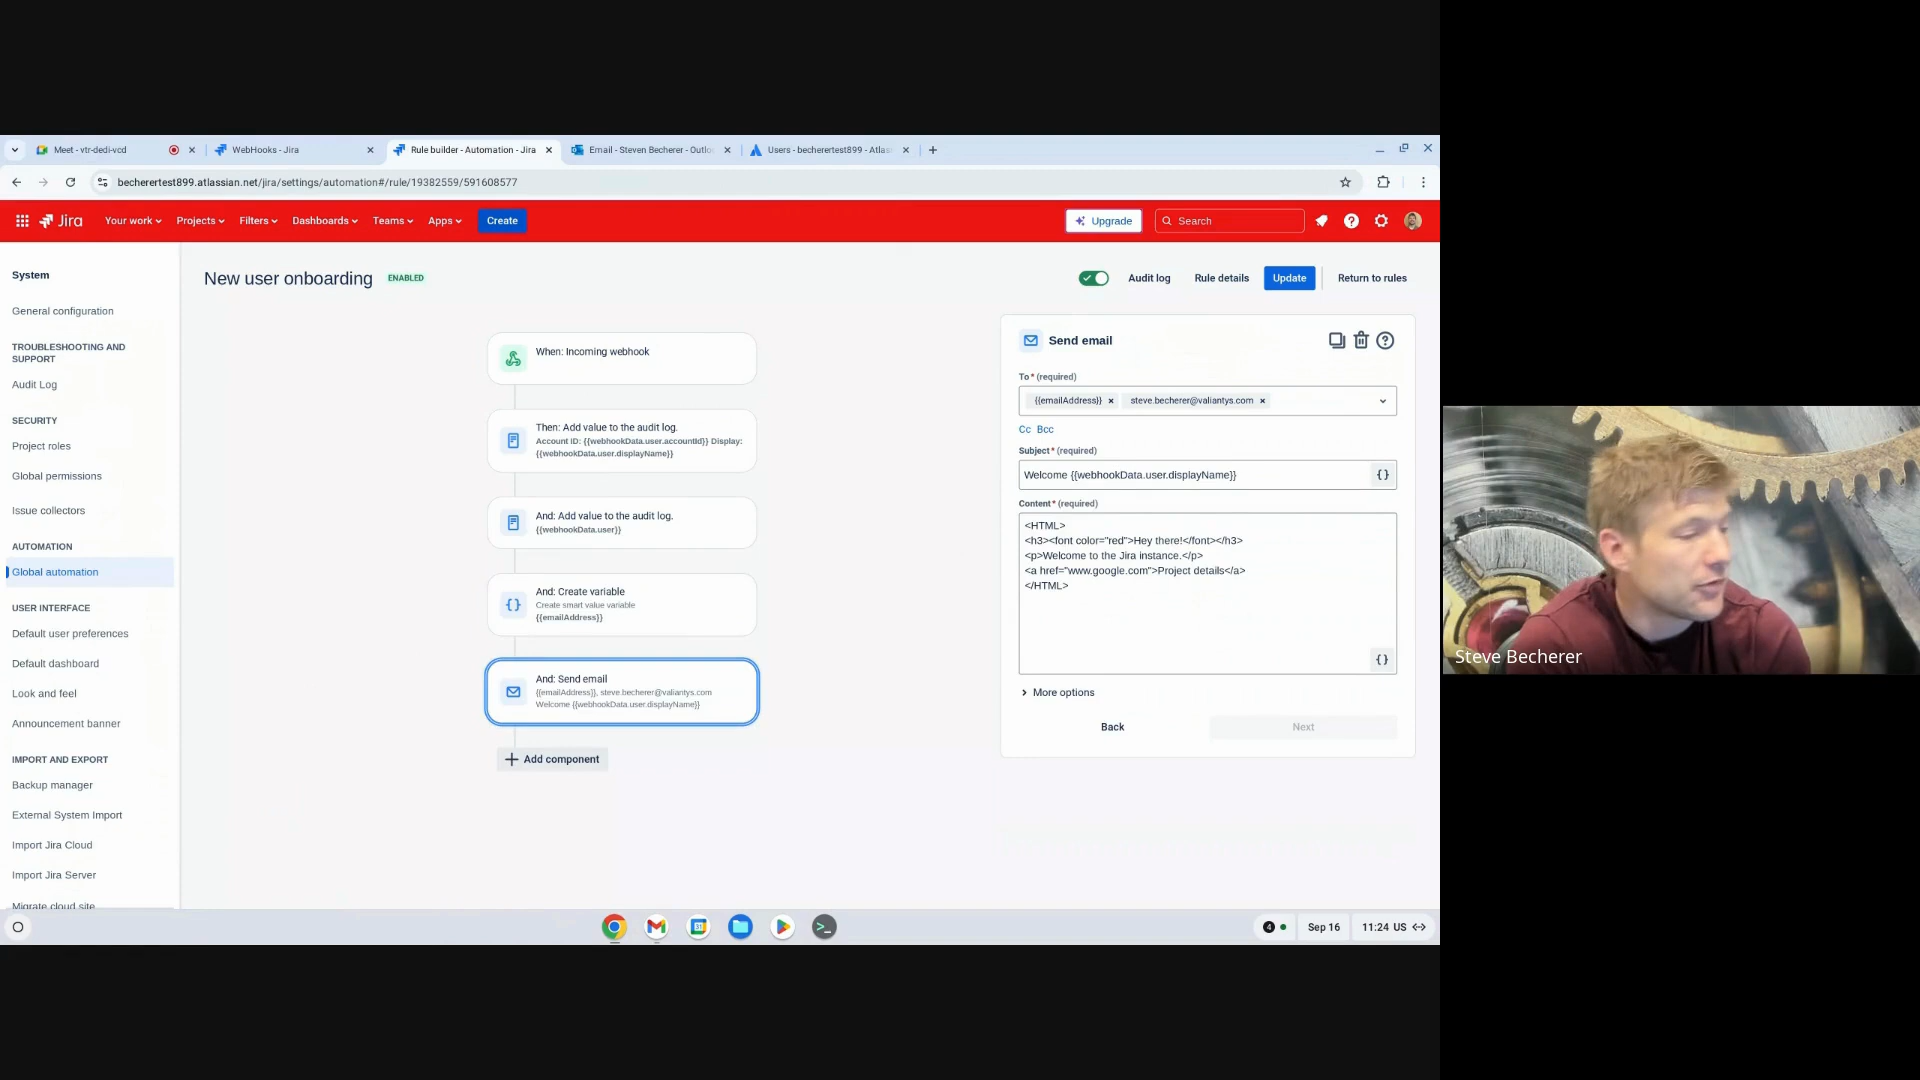 Meet - vtr-dedi-vcd
WebHooks - Jira
Rule builder - Automation - Jira
Email - Steven Becherer - Outlo
Users - becherertest899 - Atlas
becherertest899.atlassian.net/jira/settings/automation#/rule/19382559/591608577
Jira
Your work
Projects
Filters
Dashboards
Teams
Apps
Create
Upgrade
Search
System
General configuration
TROUBLESHOOTING AND
SUPPORT
Audit Log
SECURITY
Project roles
Global permissions
Issue collectors
AUTOMATION
Global automation
USER INTERFACE
Default user preferences
Default dashboard
Look and feel
Announcement banner
IMPORT AND EXPORT
Backup manager
External System Import
Import Jira Cloud
Import Jira Server
Migrate cloud site
New user onboarding
ENABLED
Audit log
Rule details
Update
Return to rules
When: Incoming webhook
Then: Add value to the audit log.
Account ID: {{webhookData.user.accountId}} Display:
{{webhookData.user.displayName}}
And: Add value to the audit log.
{{webhookData.user}}
And: Create variable
Create smart value variable
{{emailAddress}}
And: Send email
{{emailAddress}}, steve.becherer@valiantys.com
Welcome {{webhookData.user.displayName}}
Add component
Send email
To * (required)
{{emailAddress}}
steve.becherer@valiantys.com
Cc Bcc
Subject * (required)
Welcome {{webhookData.user.displayName}}
{}
Content * (required)
<HTML>
<h3><font color="red">Hey there!</font></h3>
<p>Welcome to the Jira instance.</p>
<a href="www.google.com">Project details</a>
</HTML>
{}
More options
Back
Next
4
Sep 16
11:24 US
Steve Becherer